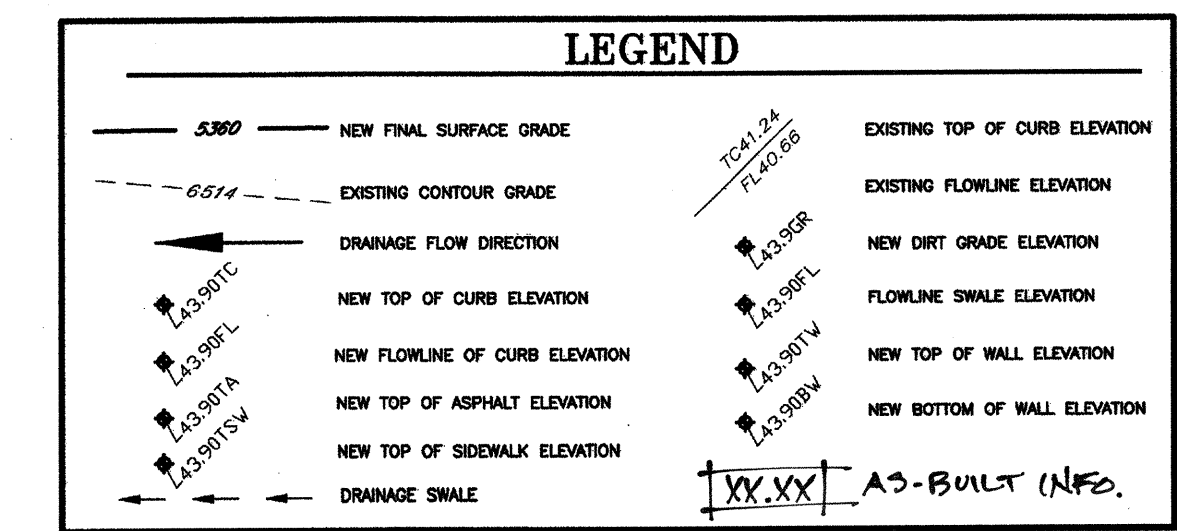 LEGEND
5360 NEW FINAL SURFACE GRADE
6514 EXISTING CONTOUR GRADE
DRAINAGE FLOW DIRECTION
43.90TC NEW TOP OF CURB ELEVATION
43.90FL NEW FLOWLINE OF CURB ELEVATION
43.90TA NEW TOP OF ASPHALT ELEVATION
43.90TSW NEW TOP OF SIDEWALK ELEVATION
DRAINAGE SWALE
TC41.24 EXISTING TOP OF CURB ELEVATION
FL40.66 EXISTING FLOWLINE ELEVATION
43.9GR NEW DIRT GRADE ELEVATION
43.90FL FLOWLINE SWALE ELEVATION
43.90TW NEW TOP OF WALL ELEVATION
43.90BW NEW BOTTOM OF WALL ELEVATION
XX.XX AS-BUILT INFO.